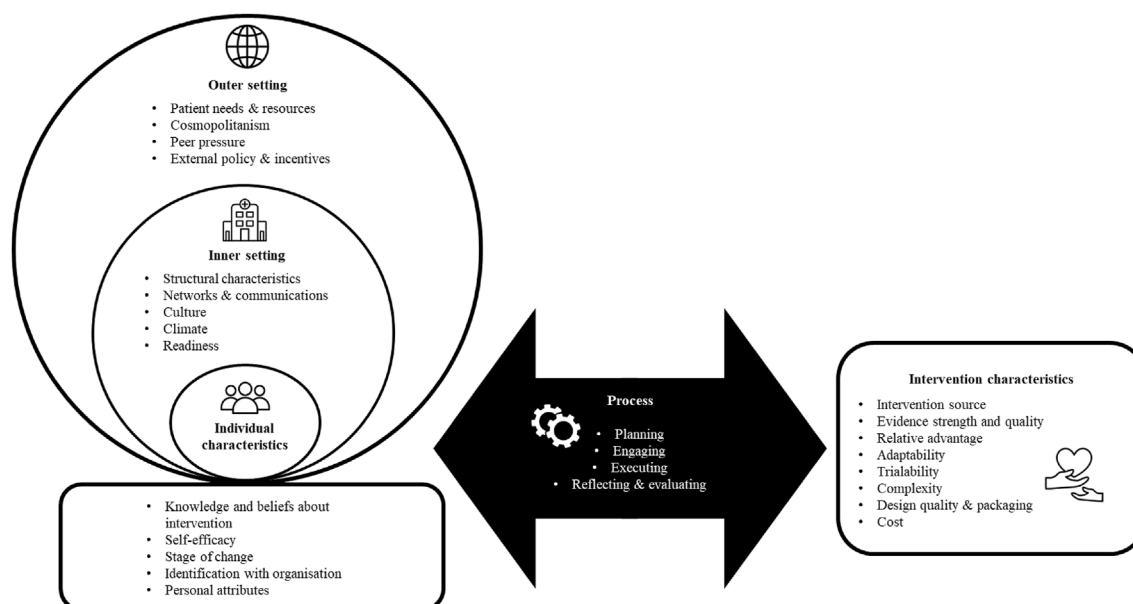 Outer setting
• Patient needs & resources
• Cosmopolitanism
• Peer pressure
• External policy & incentives
Inner setting
• Structural characteristics
• Networks & communications
• Culture
• Climate
• Readiness
Individual
characteristics
• Knowledge and beliefs about
intervention
• Self-efficacy
• Stage of change
• Identification with organisation
• Personal attributes
Process
• Planning
• Engaging
• Executing
• Reflecting & evaluating
Intervention characteristics
• Intervention source
• Evidence strength and quality
• Relative advantage
• Adaptability
• Trialability
• Complexity
• Design quality & packaging
• Cost